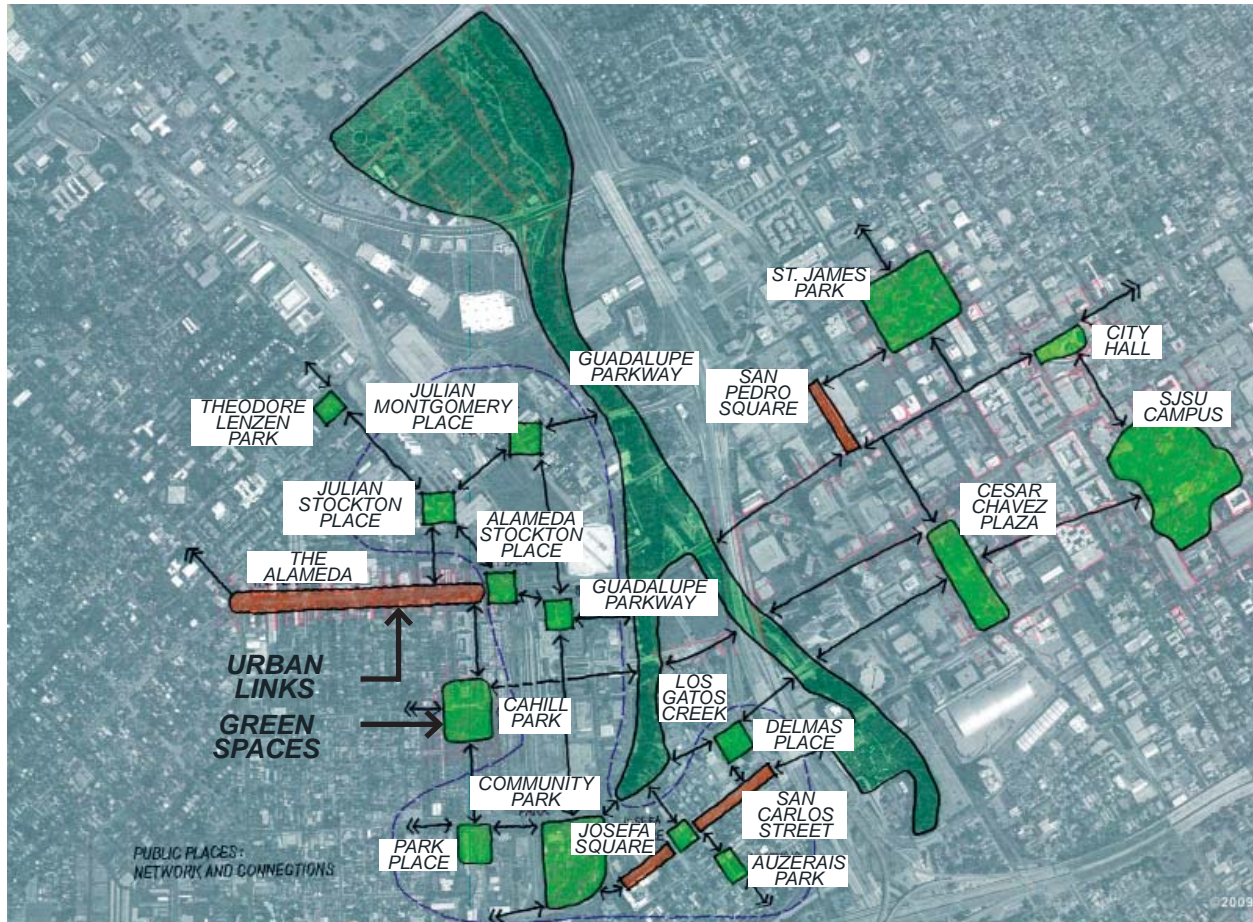 ST. JAMES
PARK
CITY
HALL
GUADALUPE
PARKWAY
SAN
PEDRO
SQUARE
JULIAN
MONTGOMERY
PLACE
SJSU
CAMPUS
THEODORE
LENZEN
PARK
JULIAN
STOCKTON
PLACE
CESAR
CHAVEZ
PLAZA
ALAMEDA
STOCKTON
PLACE
THE
ALAMEDA
GUADALUPE
PARKWAY
URBAN
LINKS
GREEN
SPACES
CAHILL
PARK
LOS
GATOS
CREEK
DELMAS
PLACE
COMMUNITY
PARK
SAN
CARLOS
STREET
JOSEFA
SQUARE
PARK
PLACE
AUZERAIS
PARK
PUBLIC PLACES:
NETWORK AND CONNECTIONS
©2009